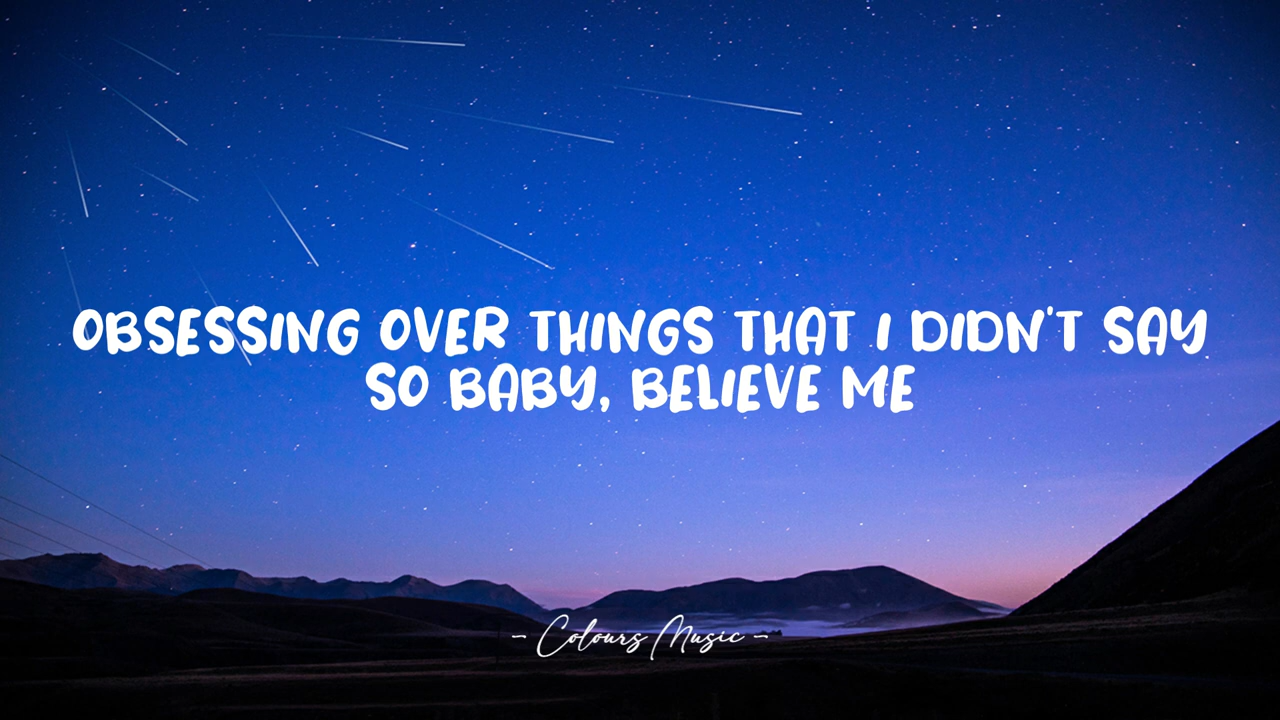 OBSESSING OVER THINGS THAT I DIDN'T SAY
SO BABY, BELIEVE ME
- Colours Music -